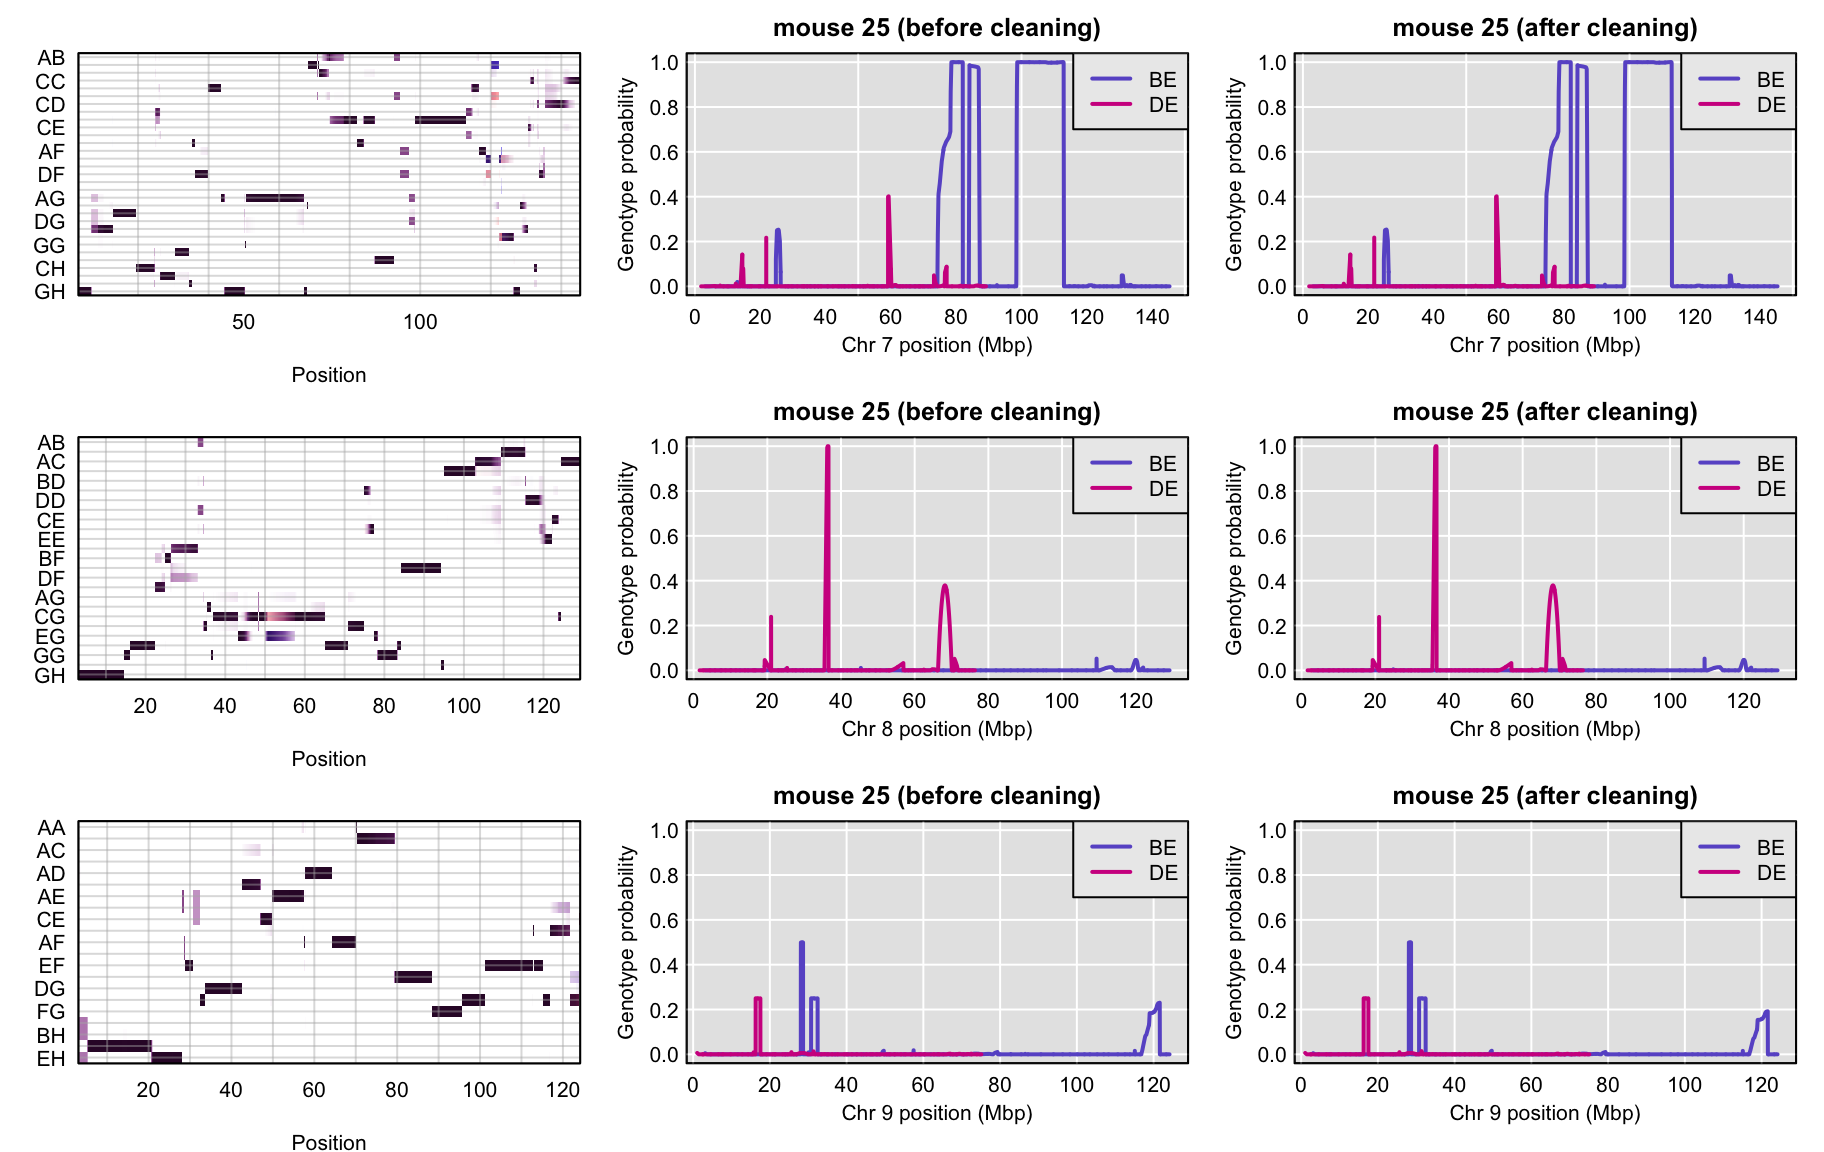 mouse 25 (before cleaning)
mouse 25 (after cleaning)
AB
CC
CD
CE
AF
DF
AG
DG
GG
CH
GH
50 100
Position
Genotype probability
1.0
0.8
0.6
0.4
0.2
0.0
BE
DE
0 20 40 60 80 100 120 140
Chr 7 position (Mbp)
Genotype probability
1.0
0.8
0.6
0.4
0.2
0.0
BE
DE
0 20 40 60 80 100 120 140
Chr 7 position (Mbp)
mouse 25 (before cleaning)
mouse 25 (after cleaning)
AB
AC
BD
DD
CE
EE
BF
DF
AG
CG
EG
GG
GH
20 40 60 80 100 120
Position
Genotype probability
1.0
0.8
0.6
0.4
0.2
0.0
BE
DE
0 20 40 60 80 100 120
Chr 8 position (Mbp)
Genotype probability
1.0
0.8
0.6
0.4
0.2
0.0
BE
DE
0 20 40 60 80 100 120
Chr 8 position (Mbp)
mouse 25 (before cleaning)
mouse 25 (after cleaning)
AA
AC
AD
AE
CE
AF
EF
DG
FG
BH
EH
20 40 60 80 100 120
Position
Genotype probability
1.0
0.8
0.6
0.4
0.2
0.0
BE
DE
0 20 40 60 80 100 120
Chr 9 position (Mbp)
Genotype probability
1.0
0.8
0.6
0.4
0.2
0.0
BE
DE
0 20 40 60 80 100 120
Chr 9 position (Mbp)